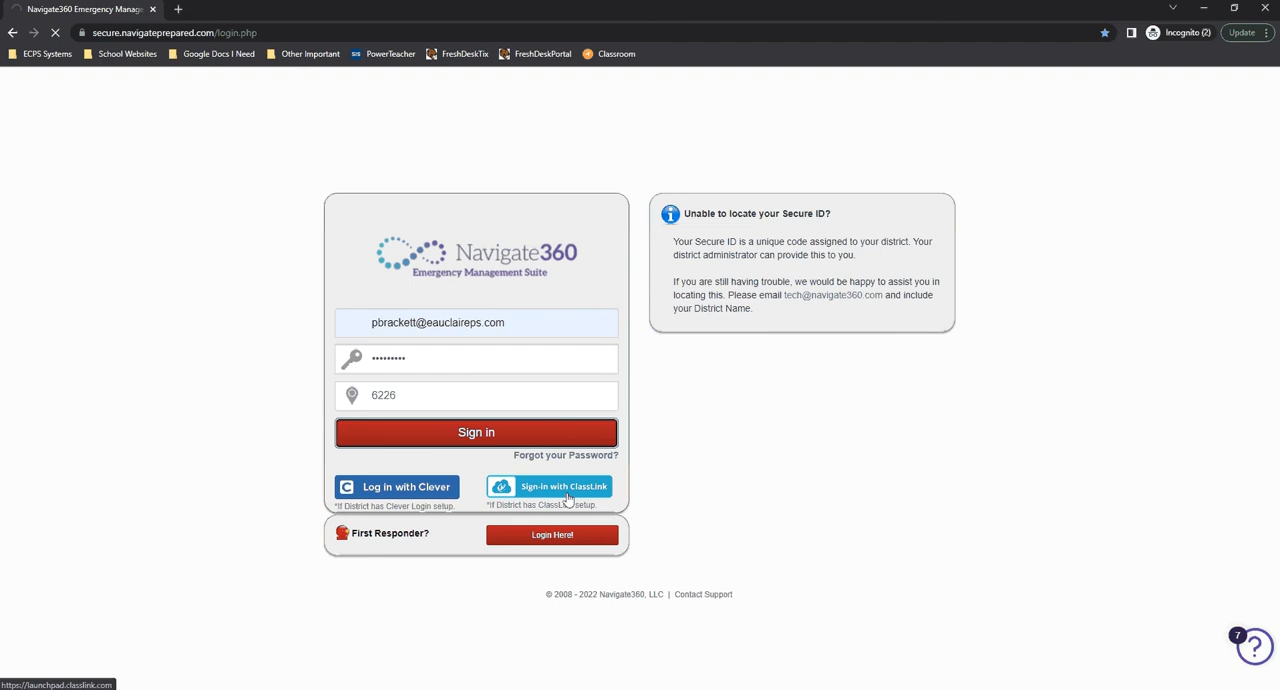 Navigate360 Emergency Manage
secure.navigateprepared.com/login.php
Incognito (2)
Update
ECPS Systems
School Websites
Google Docs I Need
Other Important
SIS PowerTeacher
FreshDeskTix
FreshDeskPortal
Classroom
Navigate360
Emergency Management Suite
pbrackett@eauclaireps.com
•••••••••
6226
Sign in
Forgot your Password?
C Log in with Clever
Sign-in with ClassLink
*If District has Clever Login setup.
*If District has ClassLink setup.
First Responder?
Login Here!
i Unable to locate your Secure ID?
Your Secure ID is a unique code assigned to your district. Your
district administrator can provide this to you.
If you are still having trouble, we would be happy to assist you in
locating this. Please email tech@navigate360.com and include
your District Name.
© 2008 - 2022 Navigate360, LLC | Contact Support
7
?
https://launchpad.classlink.com